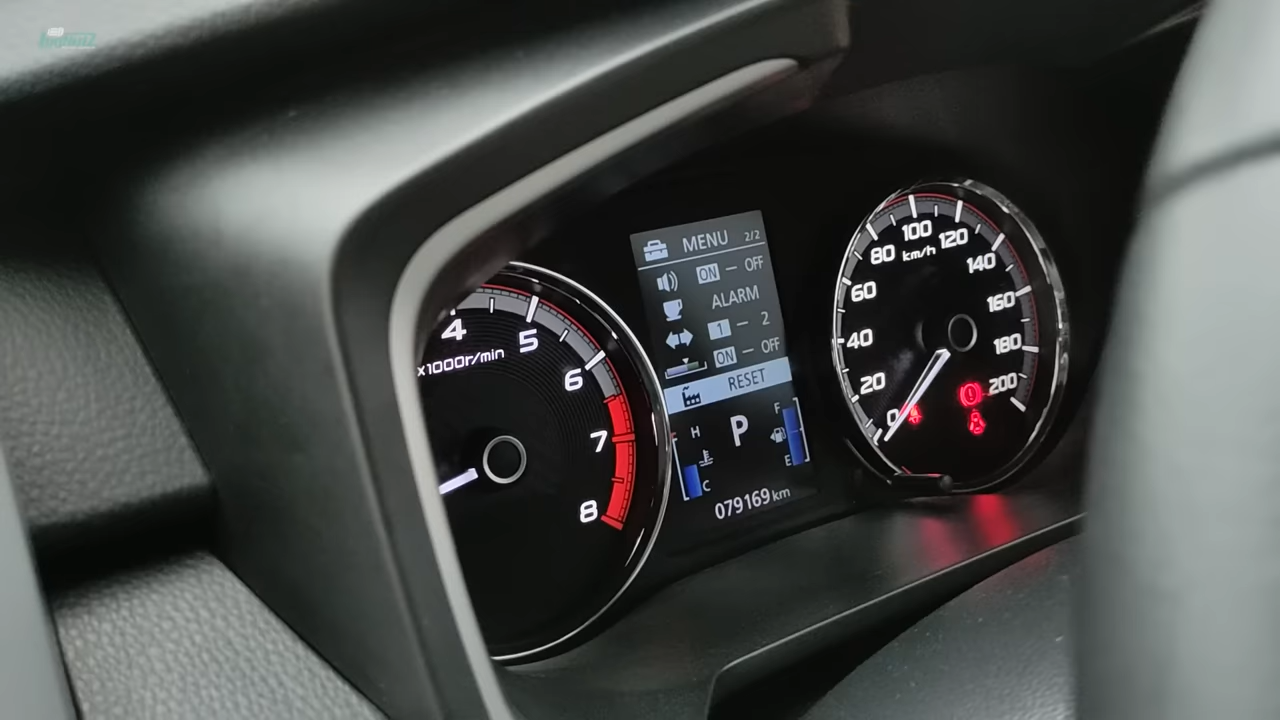 MENU 2/2
ON – OFF
ALARM
1 – 2
ON – OFF
RESET
H
C
P
F
E
079169 km
4
5
6
7
8
x1000r/min
0
20
40
60
80
100
120
140
160
180
200
km/h